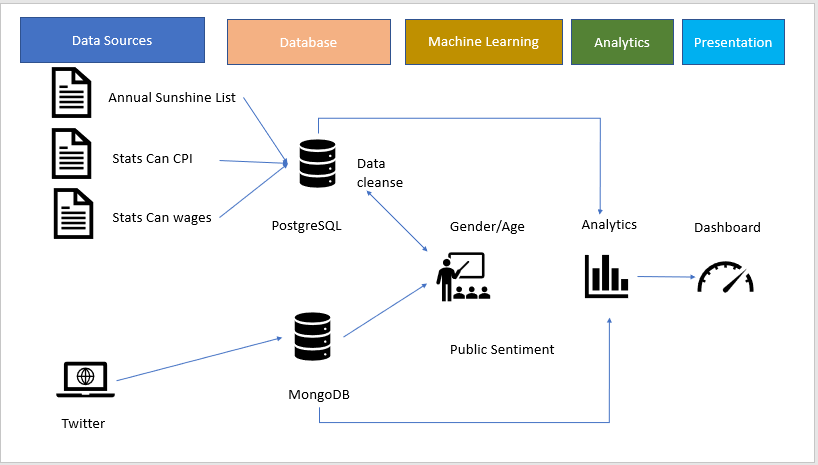 Data Sources
Database
Machine Learning
Analytics
Presentation
Annual Sunshine List
Stats Can CPI
Data
cleanse
Stats Can wages
PostgreSQL
Gender/Age
Analytics
Dashboard
Public Sentiment
MongoDB
Twitter